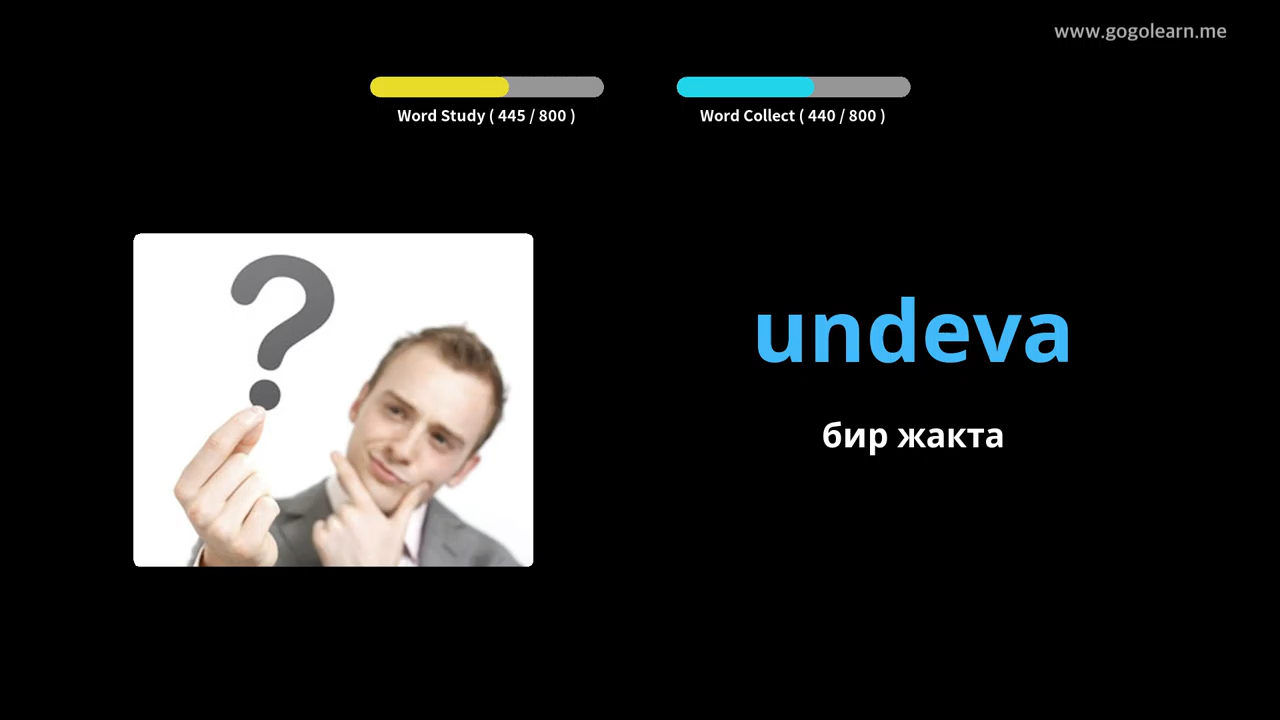 www.gogolearn.me
Word Study ( 445 / 800 )
Word Collect ( 440 / 800 )
undeva
бир жакта